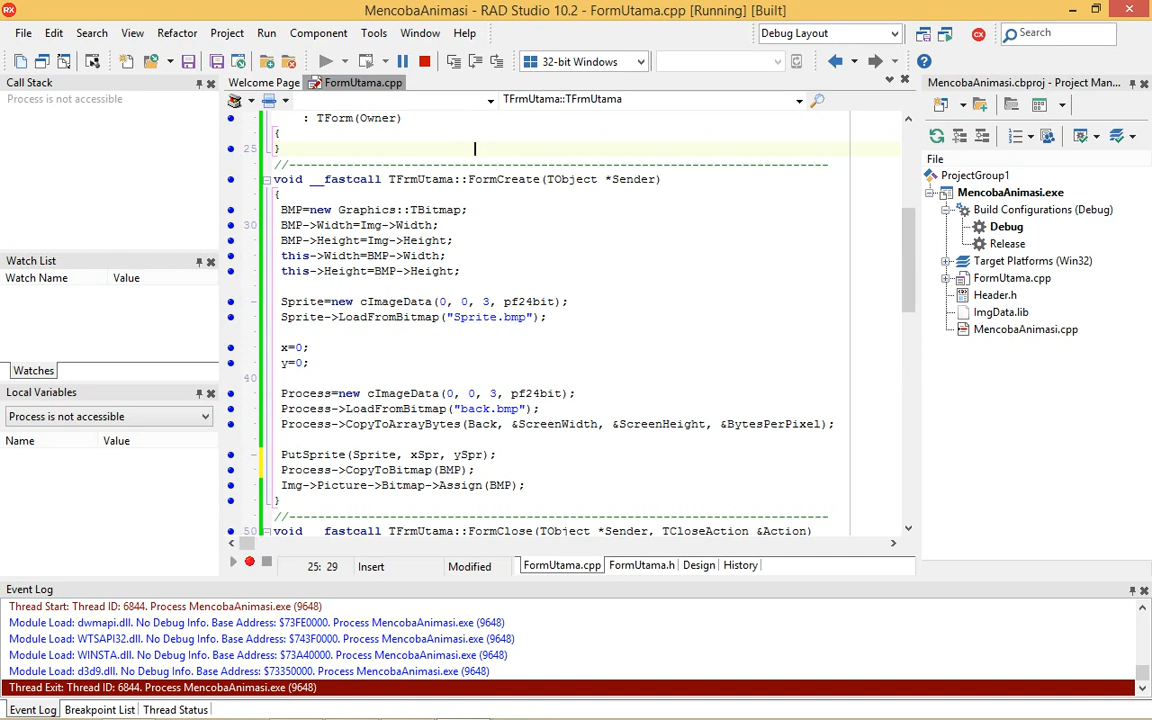 RX MencobaAnimasi - RAD Studio 10.2 - FormUtama.cpp [Running] [Built]
File Edit Search View Refactor Project Run Component Tools Window Help Debug Layout CX Search
32-bit Windows
Call Stack
Process is not accessible
Welcome Page FormUtama.cpp
TFrmUtama::TFrmUtama
: TForm(Owner)
{
25 }
//------------------------------------------------------------------------------
void __fastcall TFrmUtama::FormCreate(TObject *Sender)
{
BMP=new Graphics::TBitmap;
30 BMP->Width=Img->Width;
BMP->Height=Img->Height;
this->Width=BMP->Width;
this->Height=BMP->Height;
Sprite=new cImageData(0, 0, 3, pf24bit);
Sprite->LoadFromBitmap("Sprite.bmp");
x=0;
y=0;
40
Process=new cImageData(0, 0, 3, pf24bit);
Process->LoadFromBitmap("back.bmp");
Process->CopyToArrayBytes(Back, &ScreenWidth, &ScreenHeight, &BytesPerPixel);
PutSprite(Sprite, xSpr, ySpr);
Process->CopyToBitmap(BMP);
Img->Picture->Bitmap->Assign(BMP);
}
//------------------------------------------------------------------------------
50 void __fastcall TFrmUtama::FormClose(TObject *Sender, TCloseAction &Action)
25: 29 Insert Modified FormUtama.cpp FormUtama.h Design History
Watch List
Watch Name Value
Watches
Local Variables
Process is not accessible
Name Value
MencobaAnimasi.cbproj - Project Man...
File
ProjectGroup1
MencobaAnimasi.exe
Build Configurations (Debug)
Debug
Release
Target Platforms (Win32)
FormUtama.cpp
Header.h
ImgData.lib
MencobaAnimasi.cpp
Event Log
Thread Start: Thread ID: 6844. Process MencobaAnimasi.exe (9648)
Module Load: dwmapi.dll. No Debug Info. Base Address: $73FE0000. Process MencobaAnimasi.exe (9648)
Module Load: WTSAPI32.dll. No Debug Info. Base Address: $743F0000. Process MencobaAnimasi.exe (9648)
Module Load: WINSTA.dll. No Debug Info. Base Address: $73A40000. Process MencobaAnimasi.exe (9648)
Module Load: d3d9.dll. No Debug Info. Base Address: $73350000. Process MencobaAnimasi.exe (9648)
Thread Exit: Thread ID: 6844. Process MencobaAnimasi.exe (9648)
Event Log Breakpoint List Thread Status